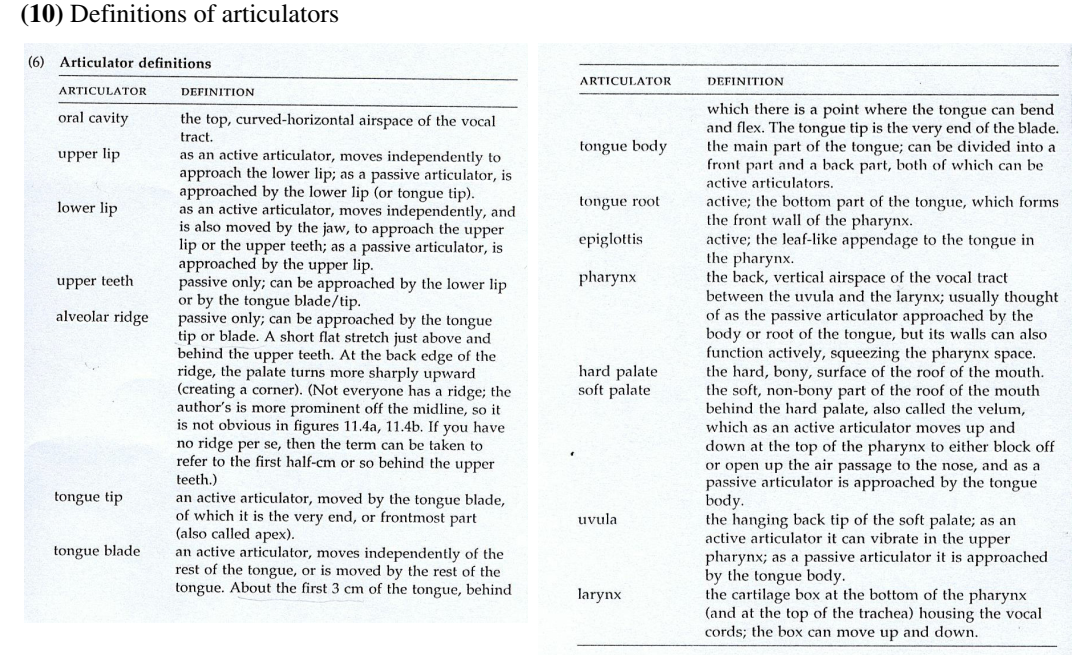 (10) Definitions of articulators
(6) Articulator definitions
ARTICULATOR DEFINITION
oral cavity the top, curved-horizontal airspace of the vocal
tract.
upper lip as an active articulator, moves independently to
approach the lower lip; as a passive articulator, is
approached by the lower lip (or tongue tip).
lower lip as an active articulator, moves independently, and
is also moved by the jaw, to approach the upper
lip or the upper teeth; as a passive articulator, is
approached by the upper lip.
upper teeth passive only; can be approached by the lower lip
or by the tongue blade/tip.
alveolar ridge passive only; can be approached by the tongue
tip or blade. A short flat stretch just above and
behind the upper teeth. At the back edge of the
ridge, the palate turns more sharply upward
(creating a corner). (Not everyone has a ridge; the
author's is more prominent off the midline, so it
is not obvious in figures 11.4a, 11.4b. If you have
no ridge per se, then the term can be taken to
refer to the first half-cm or so behind the upper
teeth.)
tongue tip an active articulator, moved by the tongue blade,
of which it is the very end, or frontmost part
(also called apex).
tongue blade an active articulator, moves independently of the
rest of the tongue, or is moved by the rest of the
tongue. About the first 3 cm of the tongue, behind
ARTICULATOR DEFINITION
which there is a point where the tongue can bend
and flex. The tongue tip is the very end of the blade.
tongue body the main part of the tongue; can be divided into a
front part and a back part, both of which can be
active articulators.
tongue root active; the bottom part of the tongue, which forms
the front wall of the pharynx.
epiglottis active; the leaf-like appendage to the tongue in
the pharynx.
pharynx the back, vertical airspace of the vocal tract
between the uvula and the larynx; usually thought
of as the passive articulator approached by the
body or root of the tongue, but its walls can also
function actively, squeezing the pharynx space.
hard palate the hard, bony, surface of the roof of the mouth.
soft palate the soft, non-bony part of the roof of the mouth
behind the hard palate, also called the velum,
which as an active articulator moves up and
down at the top of the pharynx to either block off
or open up the air passage to the nose, and as a
passive articulator is approached by the tongue
body.
uvula the hanging back tip of the soft palate; as an
active articulator it can vibrate in the upper
pharynx; as a passive articulator it is approached
by the tongue body.
larynx the cartilage box at the bottom of the pharynx
(and at the top of the trachea) housing the vocal
cords; the box can move up and down.